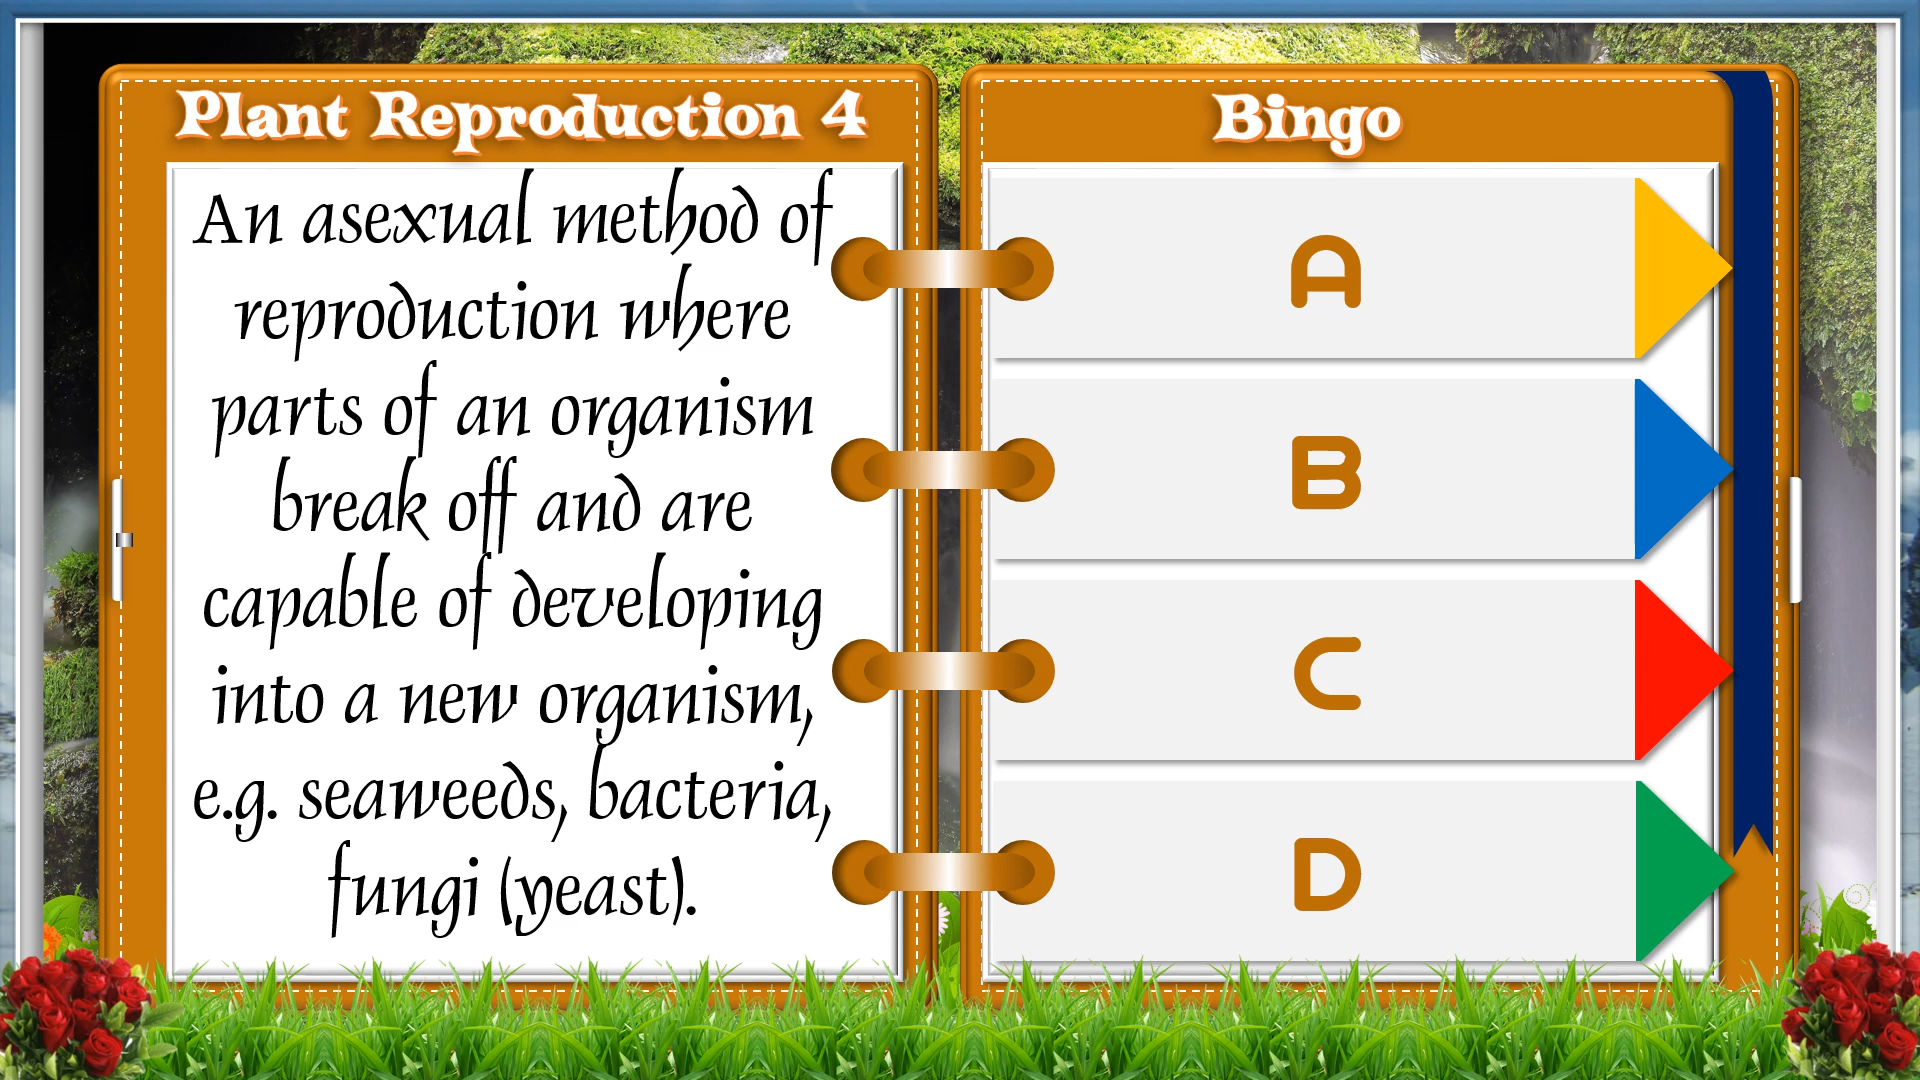 Plant Reproduction 4
An asexual method of
reproduction where
parts of an organism
break off and are
capable of developing
into a new organism,
e.g. seaweeds, bacteria,
fungi (yeast).
Bingo
A
B
C
D